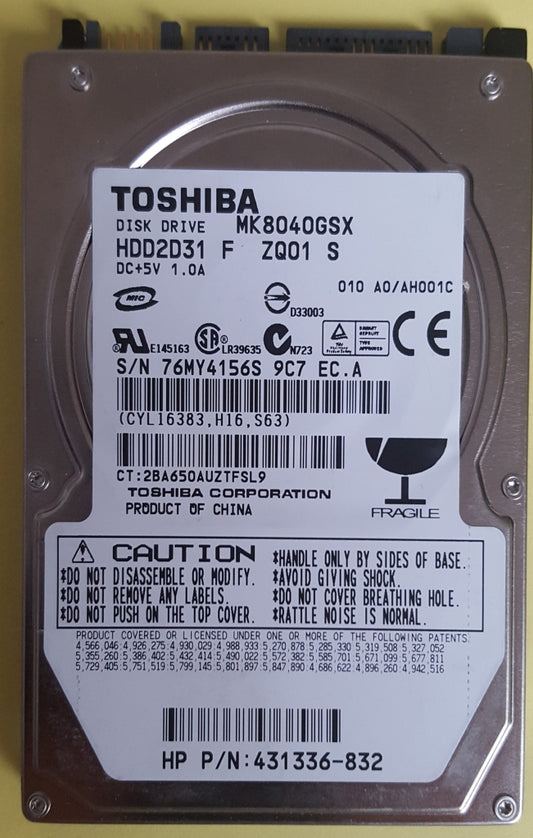 TOSHIBA
DISK DRIVE MK8040GSX
HDD2D31 F ZQ01 S
DC+5V 1.0A
010 A0/AH001C
MIC
D33003
E145163 SA® LR39635 N723 CE
S/N 76MY4156S 9C7 EC.A
(CYL16383,H16,S63)
CT:2BA650AUZTFSL9
TOSHIBA CORPORATION
PRODUCT OF CHINA
FRAGILE
CAUTION
*DO NOT DISASSEMBLE OR MODIFY.
*DO NOT REMOVE ANY LABELS.
*DO NOT PUSH ON THE TOP COVER.
*HANDLE ONLY BY SIDES OF BASE.
*AVOID GIVING SHOCK.
*DO NOT COVER BREATHING HOLE.
*RATTLE NOISE IS NORMAL.
PRODUCT COVERED OR LICENSED UNDER ONE OR MORE OF THE FOLLOWING PATENTS
4,566,046 4,926,275 4,930,029 4,988,933 5,270,878 5,285,330 5,319,508 5,327,052
5,355,260 5,386,402 5,432,414 5,490,022 5,572,382 5,585,701 5,671,099 5,677,811
5,729,405 5,751,519 5,799,145 5,801,897 5,847,890 4,686,622 4,896,260 4,942,516
HP P/N:431336-832